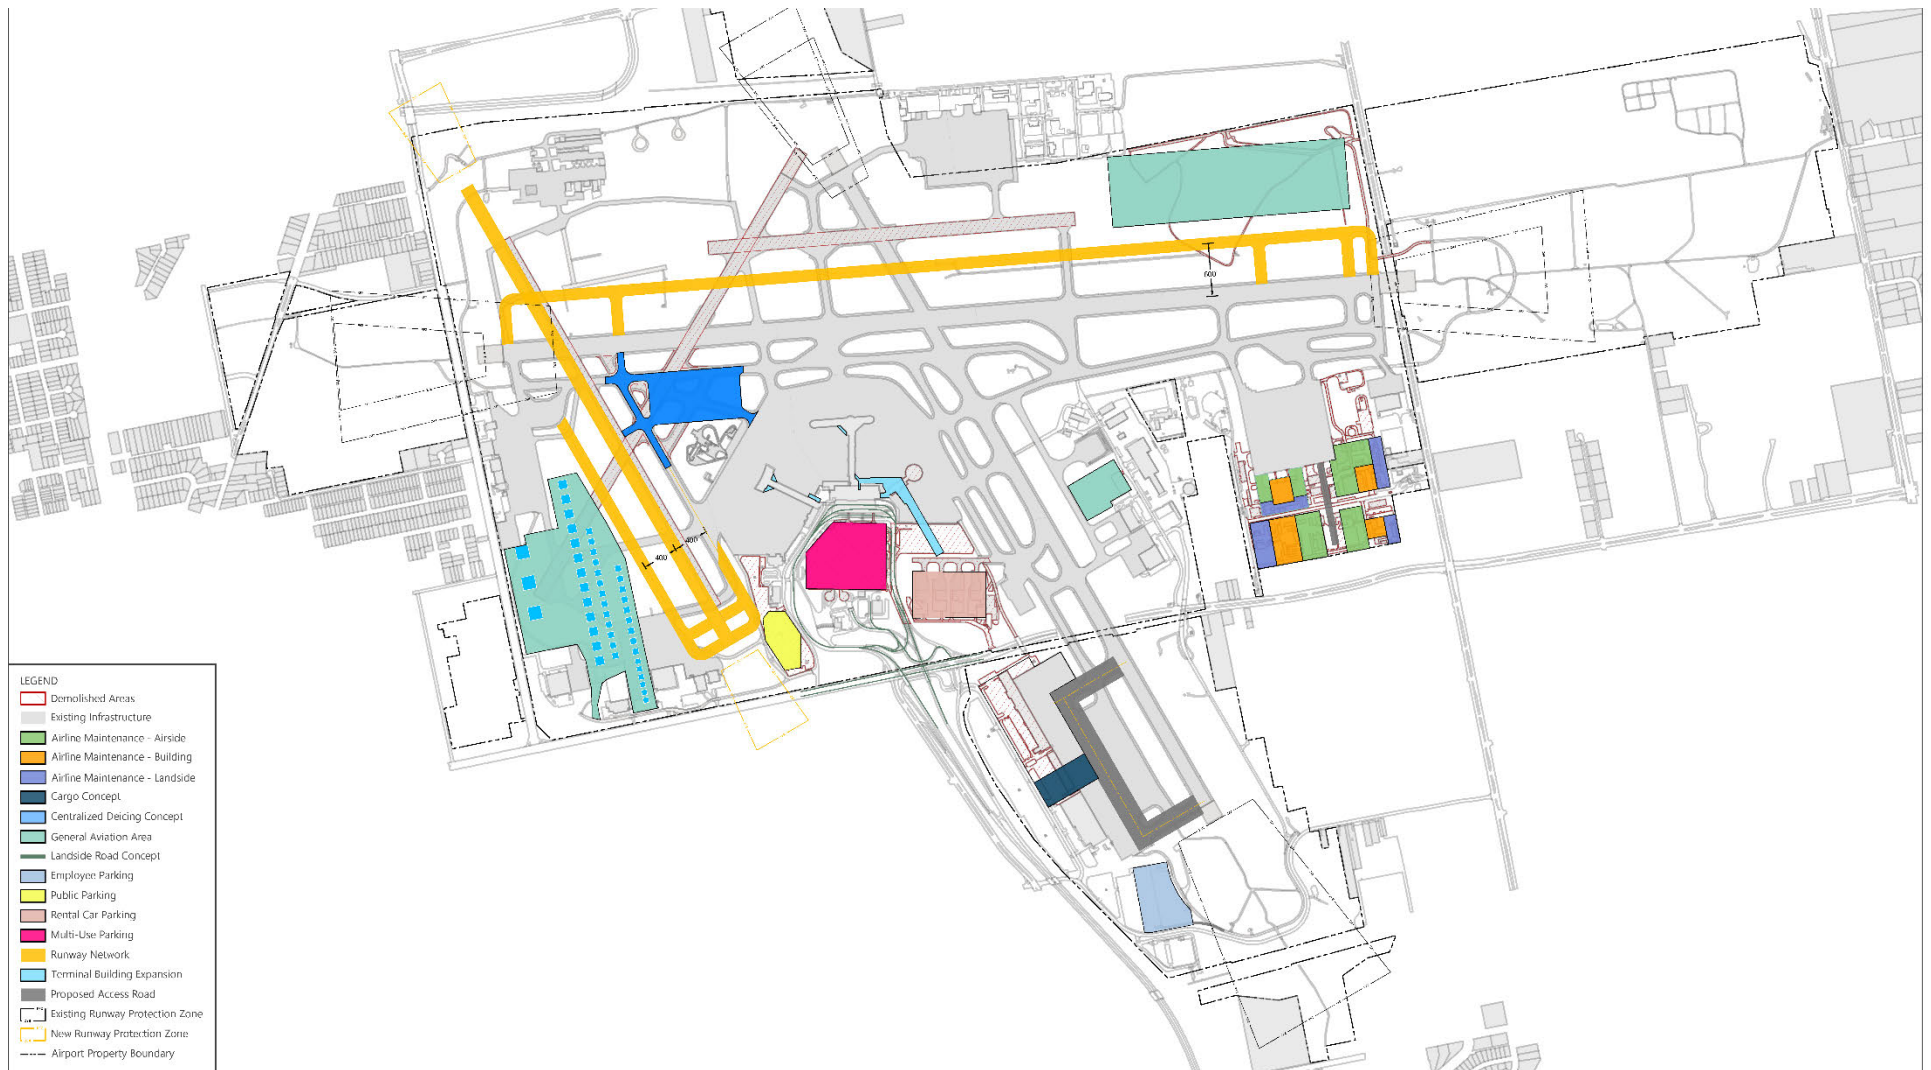 600
400
400
LEGEND
Demolished Areas
Existing Infrastructure
Airline Maintenance - Airside
Airline Maintenance - Building
Airline Maintenance - Landside
Cargo Concept
Centralized Deicing Concept
General Aviation Area
Landside Road Concept
Employee Parking
Public Parking
Rental Car Parking
Multi-Use Parking
Runway Network
Terminal Building Expansion
Proposed Access Road
Existing Runway Protection Zone
New Runway Protection Zone
Airport Property Boundary